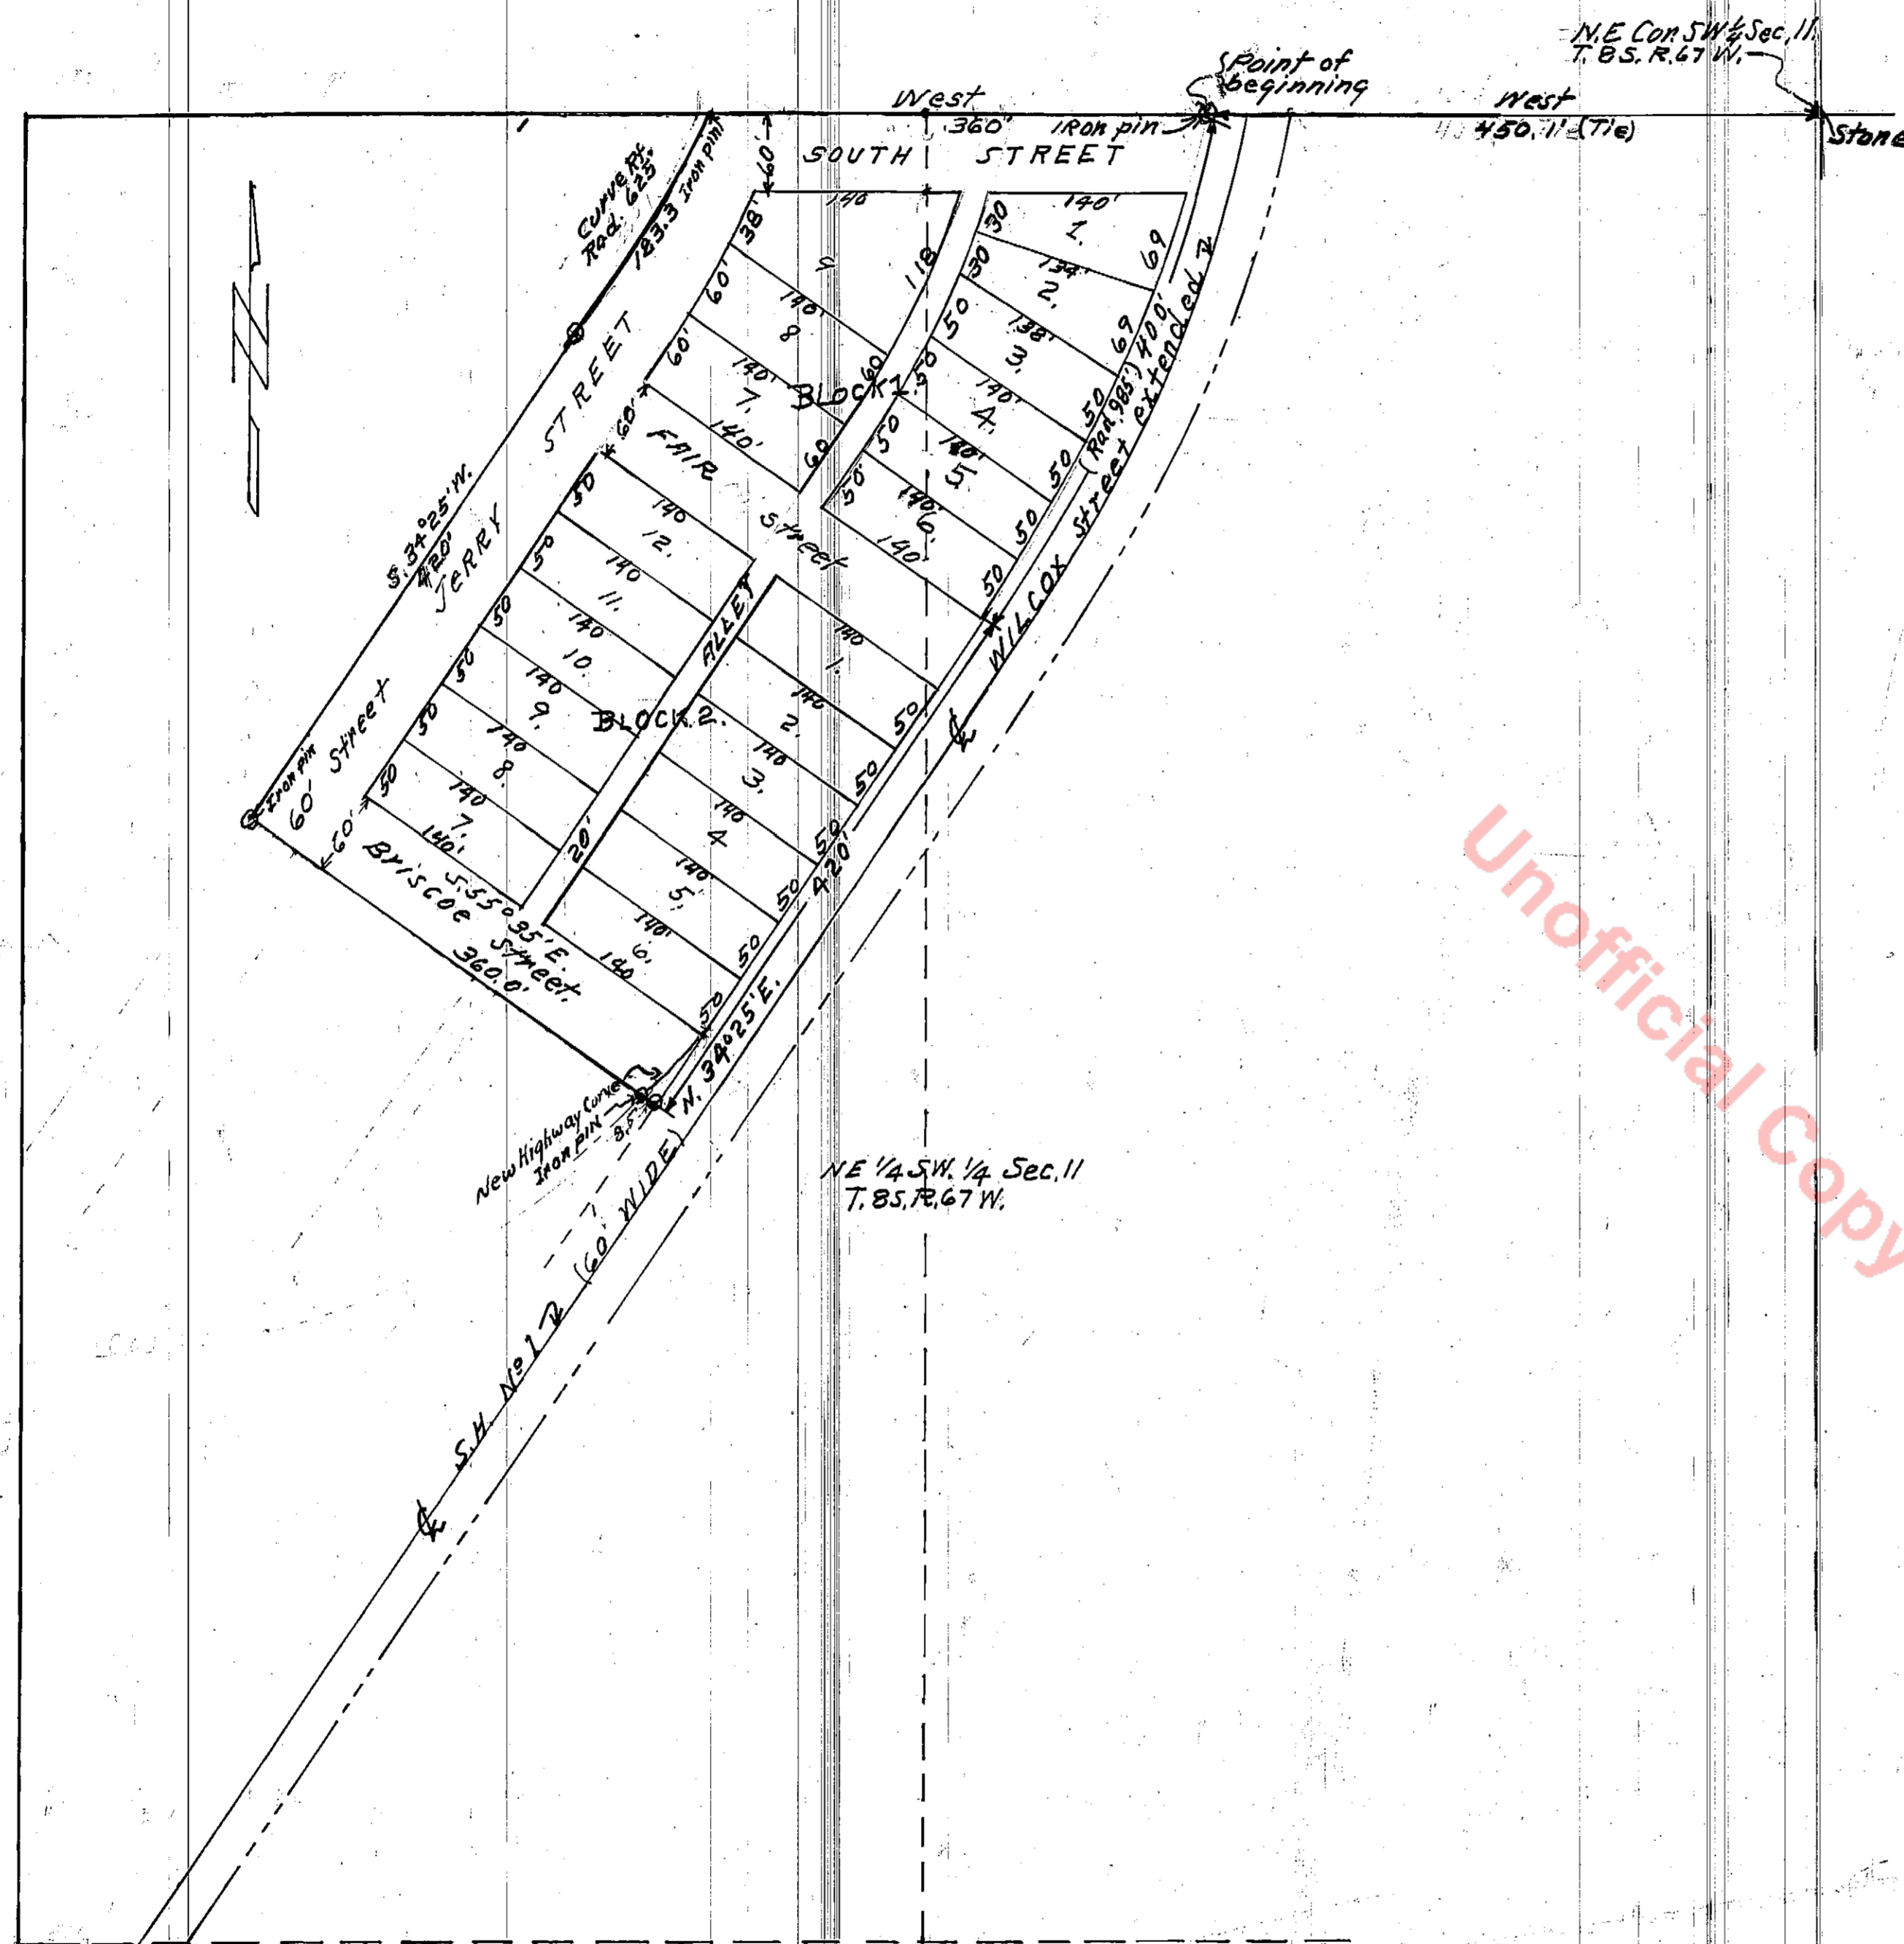 N.E Cor. SW ¼ Sec. 11
T. 8S. R. 67 W.
Point of
beginning
West
360'
Iron pin
West
450.1' (Tie)
Stone
SOUTH STREET
60'
Curve Rt.
Rad. 625'
183.3 Iron pin
140
38'
118
140'
1.
30
69
134'
2.
30
69
138'
3.
50
50
140'
4.
50
50
140'
5.
50
50
140'
6.
50
50
140'
60'
140'
8
60
60'
140'
7.
60
140'
BLOCK 1.
(Rad. 985') 400'
WILCOX Street extended
JERRY STREET
S. 34°25' W.
420'
60'
FAIR Street
50
140
12.
50
140
11.
50
140
10.
50
140
9.
50
140
8.
50
140
7.
140'
BLOCK 2.
ALLEY
20'
140
1.
50
140
2.
50
140
3.
50
140
4
50
140'
5.
50
140'
6.
50
140
420'
N. 34°25' E.
Iron pin
60' Street
60'
Briscoe Street.
S. 55°35' E.
360.0'
New Highway Curve
Iron PIN
8.5
S.H. No 1 (60' WIDE)
NE ¼ SW. ¼ Sec. 11
T. 8S. R. 67 W.
Unofficial Copy